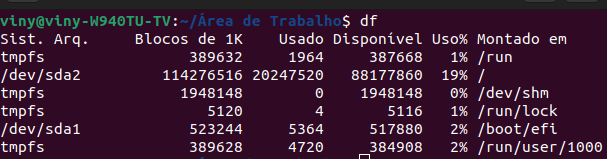 viny@viny-W940TU-TV:~/Área de Trabalho$ df
Sist. Arq. Blocos de 1K Usado Disponível Uso% Montado em
tmpfs 389632 1964 387668 1% /run
/dev/sda2 114276516 20247520 88177860 19% /
tmpfs 1948148 0 1948148 0% /dev/shm
tmpfs 5120 4 5116 1% /run/lock
/dev/sda1 523244 5364 517880 2% /boot/efi
tmpfs 389628 4720 384908 2% /run/user/1000